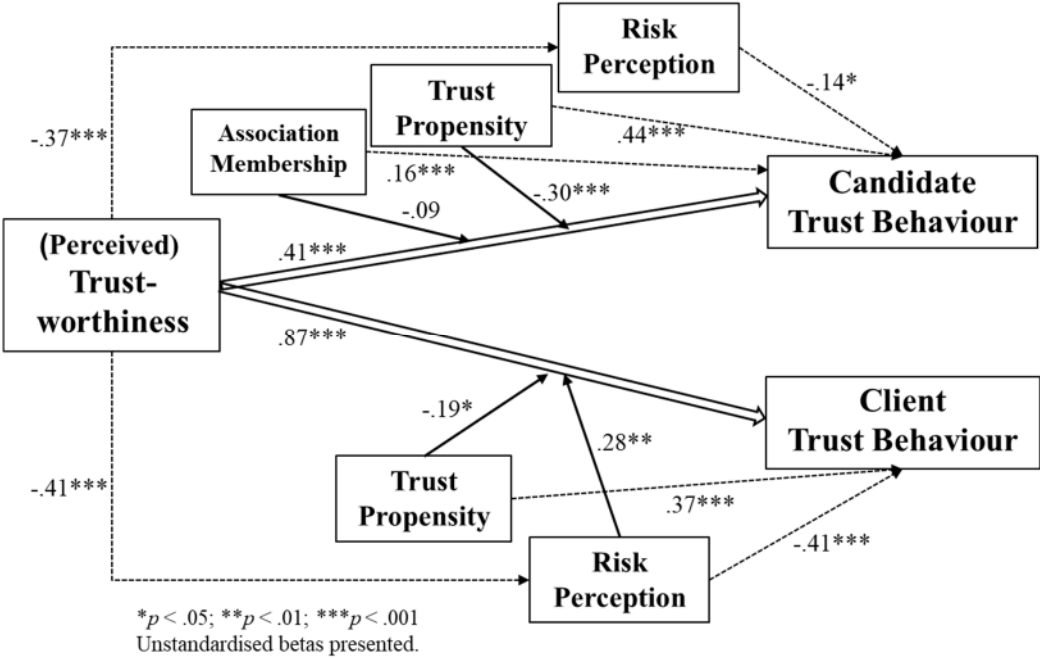 Risk
Perception
-.14*
Trust
Propensity
.44***
-.37***
Association
Membership
.16***
-.30***
-.09
Candidate
Trust Behaviour
(Perceived)
Trust-
worthiness
.41***
.87***
-.19*
.28**
Client
Trust Behaviour
-.41***
Trust
Propensity
.37***
-.41***
Risk
Perception
*p < .05; **p < .01; ***p < .001
Unstandardised betas presented.